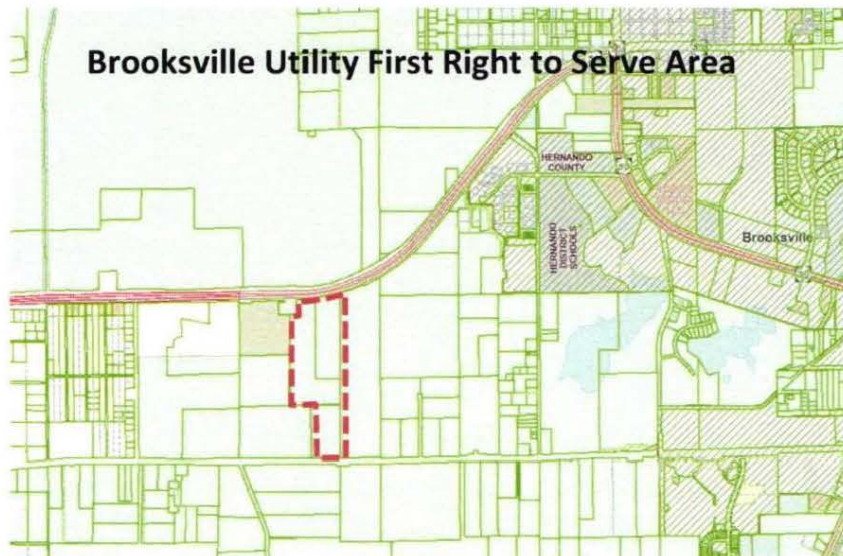 Brooksville Utility First Right to Serve Area
HERNANDO
COUNTY
HERNANDO
DISTRICT
SCHOOLS
Brooksville